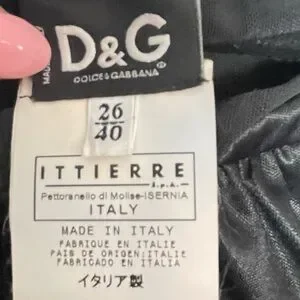 MADE
D&G
DOLCE & GABBANA
26
40
ITTIERRE
S.p.A.
Pettoranello di Molise-ISERNIA
ITALY
MADE IN ITALY
FABRIQUE EN ITALIE
PAIS DE ORIGEN:ITALIE
FABRICADO EN ITALIA
イタリア製